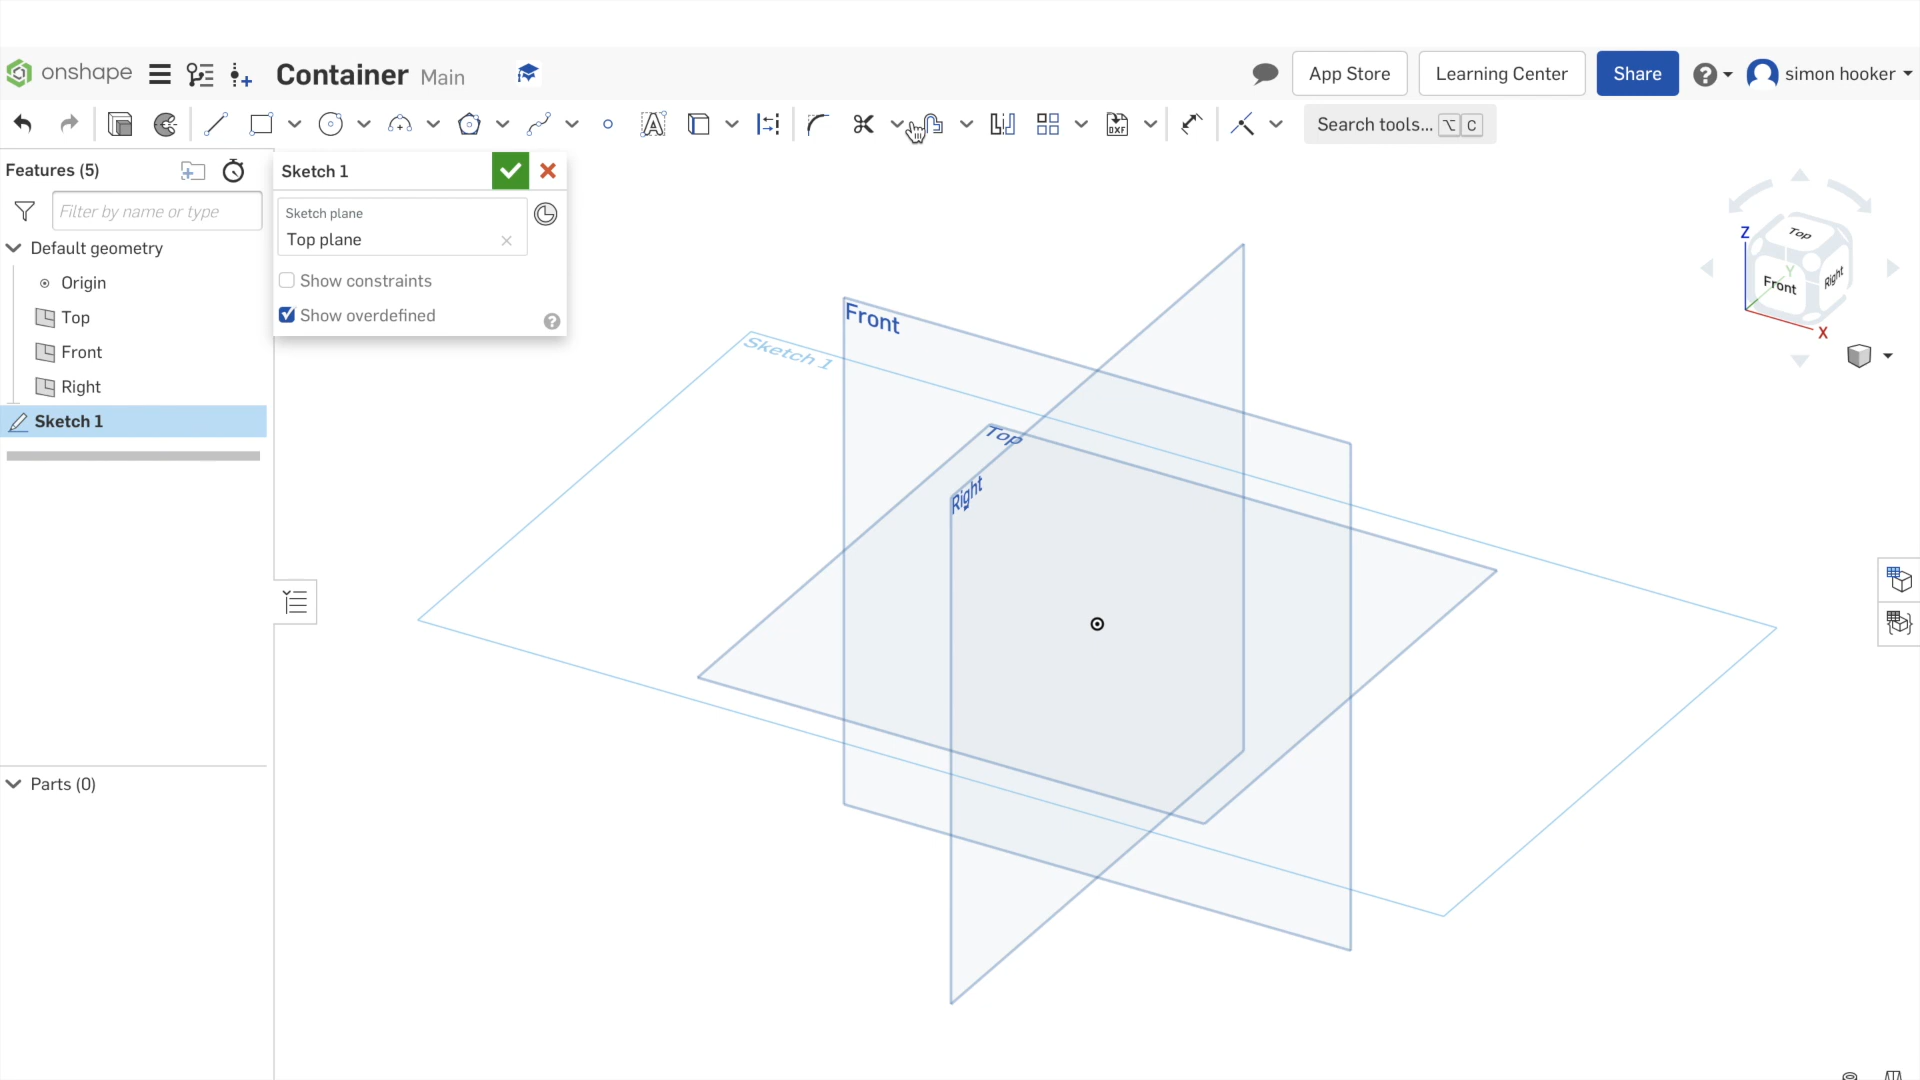 onshape Container Main App Store Learning Center Share simon hooker
DXF Search tools... ⌥ C
Features (5)
Filter by name or type
Default geometry
Origin
Top
Front
Right
Sketch 1
Parts (0)
Sketch 1
Sketch plane
Top plane
Show constraints
Show overdefined
Front
Sketch 1
Top
Right
Z
Top
Y
Front
Right
X